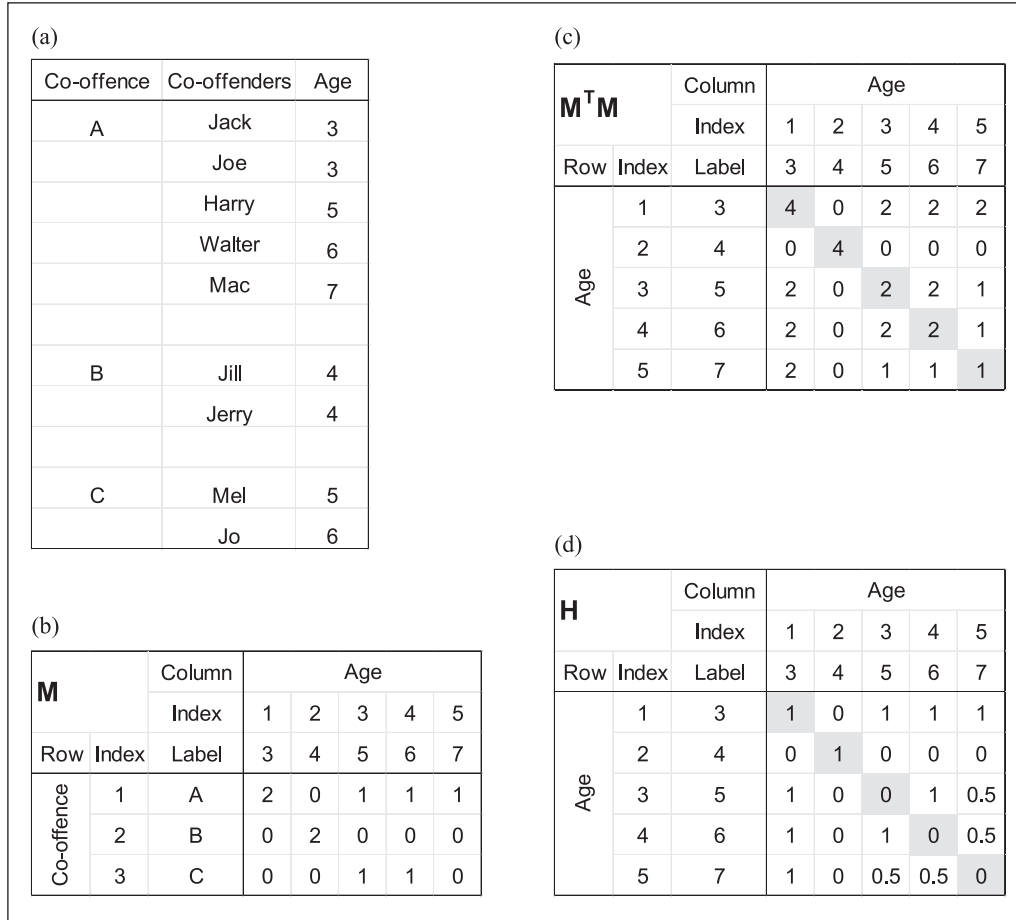 (a)
Co-offence Co-offenders Age
A Jack 3
Joe 3
Harry 5
Walter 6
Mac 7
B Jill 4
Jerry 4
C Mel 5
Jo 6
(b)
M Column Age
Index 1 2 3 4 5
Row Index Label 3 4 5 6 7
Co-offence
1 A 2 0 1 1 1
2 B 0 2 0 0 0
3 C 0 0 1 1 0
(c)
MᵀM Column Age
Index 1 2 3 4 5
Row Index Label 3 4 5 6 7
Age
1 3 4 0 2 2 2
2 4 0 4 0 0 0
3 5 2 0 2 2 1
4 6 2 0 2 2 1
5 7 2 0 1 1 1
(d)
H Column Age
Index 1 2 3 4 5
Row Index Label 3 4 5 6 7
Age
1 3 1 0 1 1 1
2 4 0 1 0 0 0
3 5 1 0 0 1 0.5
4 6 1 0 1 0 0.5
5 7 1 0 0.5 0.5 0